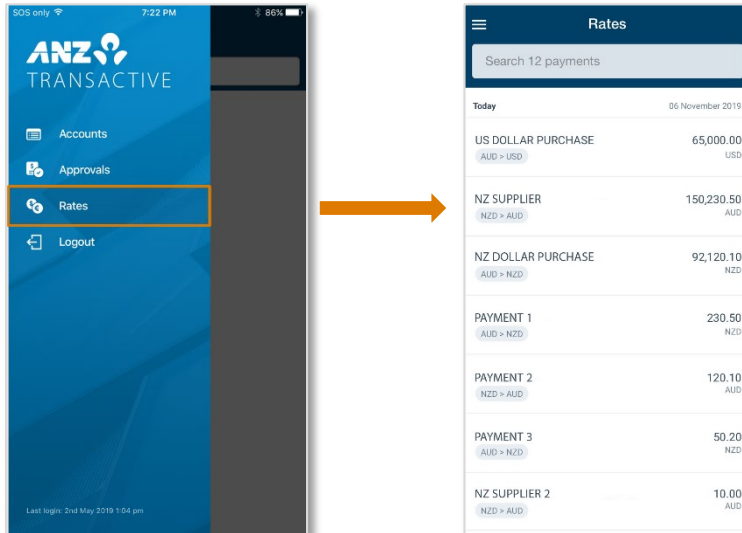 SOS only 7:22 PM 86%
ANZ
TRANSACTIVE
Accounts
Approvals
Rates
Logout
Last login: 2nd May 2019 1:04 pm
Rates
Search 12 payments
Today 06 November 2019
US DOLLAR PURCHASE 65,000.00
AUD > USD USD
NZ SUPPLIER 150,230.50
NZD > AUD AUD
NZ DOLLAR PURCHASE 92,120.10
AUD > NZD NZD
PAYMENT 1 230.50
AUD > NZD NZD
PAYMENT 2 120.10
NZD > AUD AUD
PAYMENT 3 50.20
AUD > NZD NZD
NZ SUPPLIER 2 10.00
NZD > AUD AUD